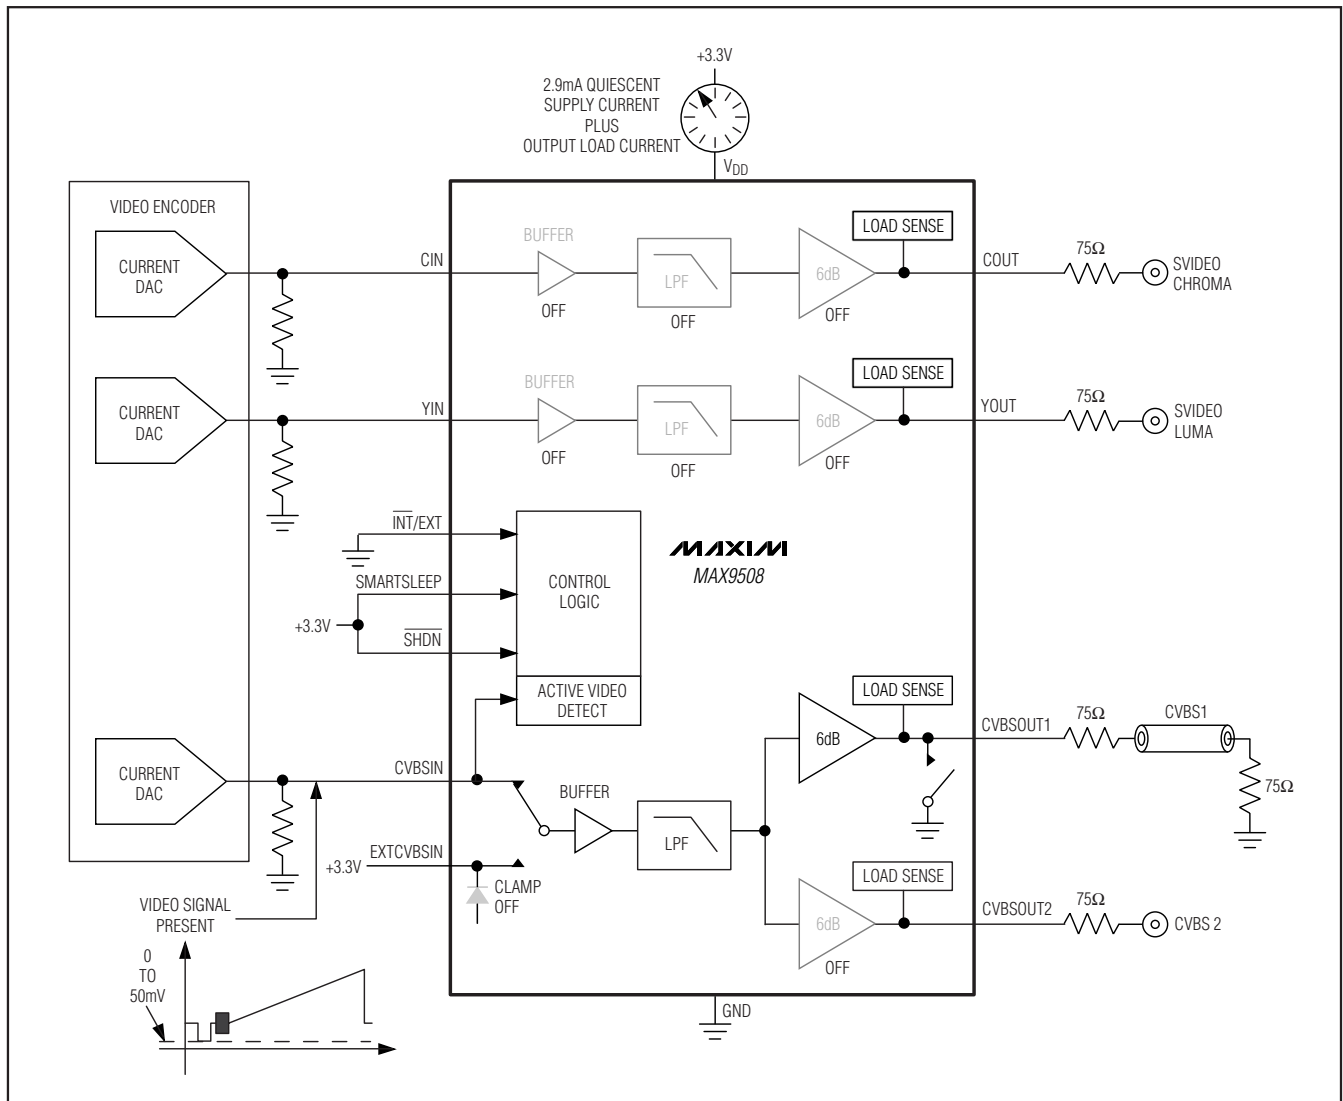 +3.3V
2.9mA QUIESCENT
SUPPLY CURRENT
PLUS
OUTPUT LOAD CURRENT
VDD
VIDEO ENCODER
CURRENT
DAC
CIN
BUFFER
OFF
LPF
OFF
6dB
OFF
LOAD SENSE
COUT
75Ω
SVIDEO
CHROMA
CURRENT
DAC
YIN
BUFFER
OFF
LPF
OFF
6dB
OFF
LOAD SENSE
YOUT
75Ω
SVIDEO
LUMA
INT/EXT
SMARTSLEEP
+3.3V
SHDN
CONTROL
LOGIC
ACTIVE VIDEO
DETECT
MAXIM
MAX9508
CURRENT
DAC
CVBSIN
BUFFER
LPF
EXTCVBSIN
+3.3V
CLAMP
OFF
6dB
LOAD SENSE
CVBSOUT1
75Ω
CVBS1
75Ω
6dB
OFF
LOAD SENSE
CVBSOUT2
75Ω
CVBS 2
VIDEO SIGNAL
PRESENT
0
TO
50mV
GND